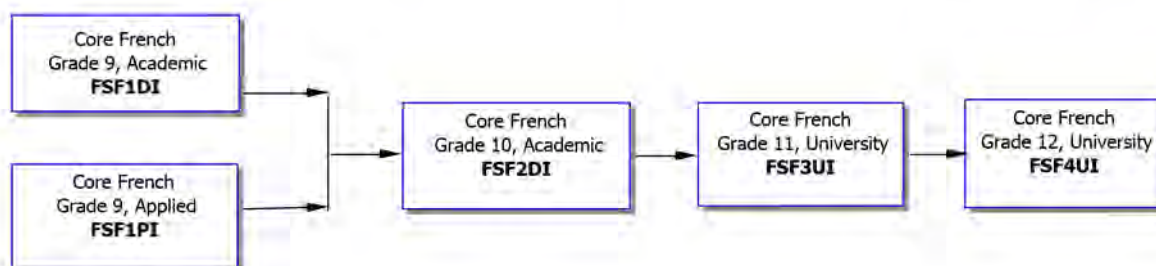 Core French
Grade 9, Academic
FSF1DI
Core French
Grade 9, Applied
FSF1PI
Core French
Grade 10, Academic
FSF2DI
Core French
Grade 11, University
FSF3UI
Core French
Grade 12, University
FSF4UI